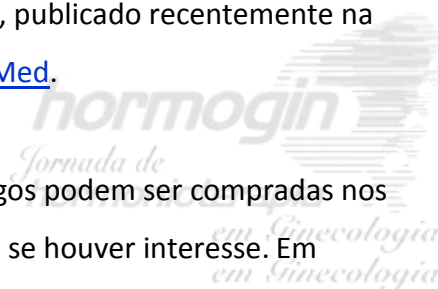 , publicado recentemente na
Med.
hormogin
Jornada de
gos podem ser compradas nos
em Ginecologia
se houver interesse. Em
em Ginecologia